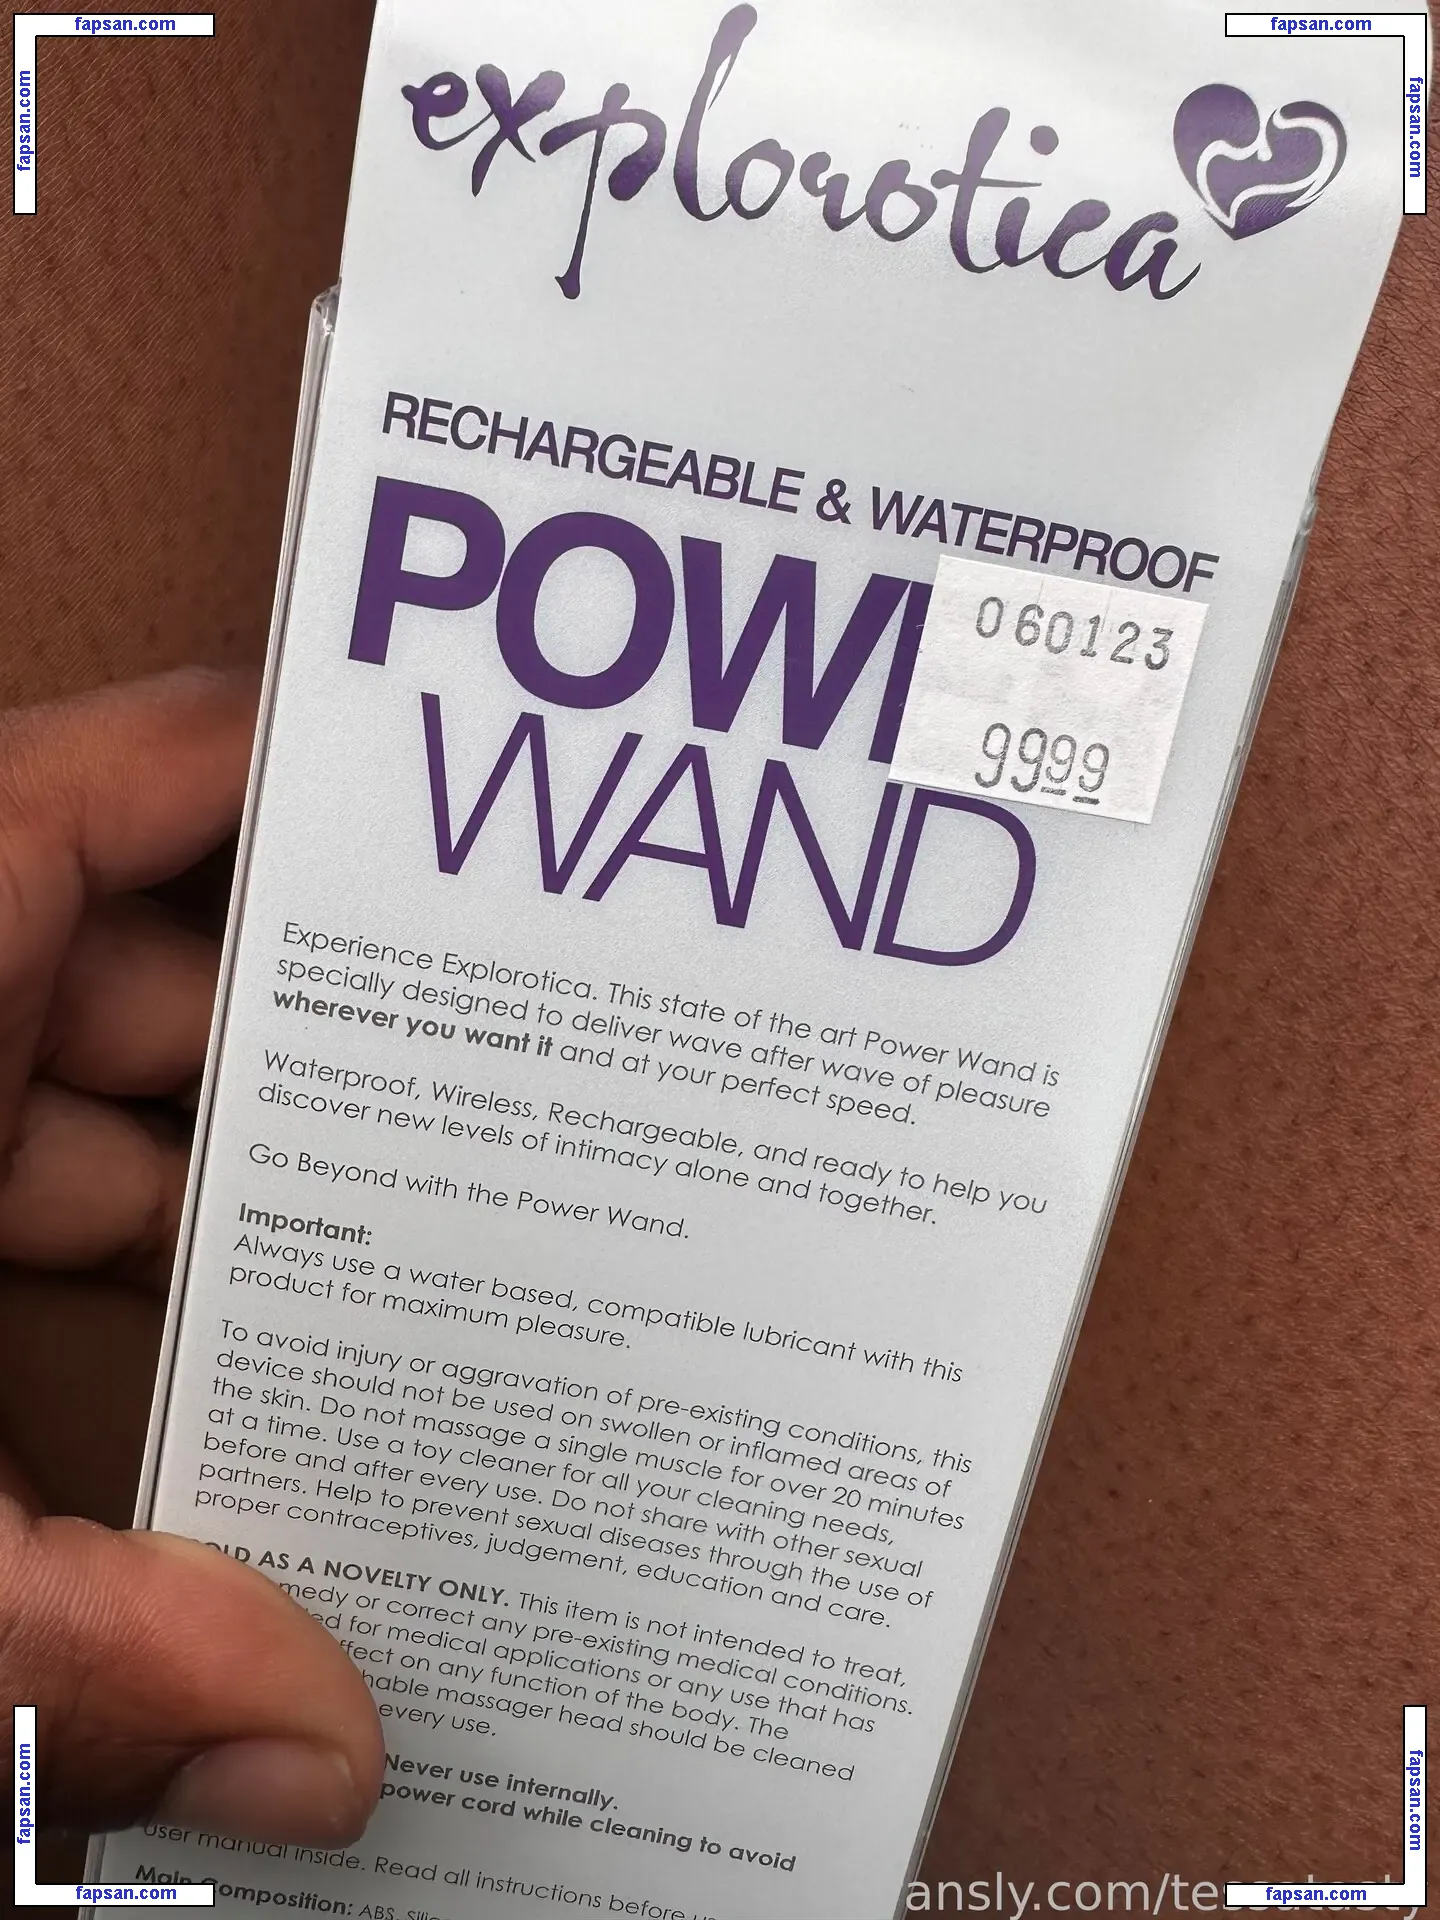 fapsan.com
fapsan.com
fapsan.com
fapsan.com
explorotica
RECHARGEABLE & WATERPROOF
060123
9999
WAND
Experience Explorotica. This state of the art Power Wand is
specially designed to deliver wave after wave of pleasure
wherever you want it and at your perfect speed.
Waterproof, Wireless, Rechargeable, and ready to help you
discover new levels of intimacy alone and together.
Go Beyond with the Power Wand.
Important:
Always use a water based, compatible lubricant with this
product for maximum pleasure.
To avoid injury or aggravation of pre-existing conditions, this
device should not be used on swollen or inflamed areas of
the skin. Do not massage a single muscle for over 20 minutes
at a time. Use a toy cleaner for all your cleaning needs,
before and after every use. Do not share with other sexual
partners. Help to prevent sexual diseases through the use of
proper contraceptives, judgement, education and care.
AS A NOVELTY ONLY. This item is not intended to treat,
or correct any pre-existing medical conditions.
for medical applications or any use that has
on any function of the body. The
massager head should be cleaned
every use.
Never use internally.
power cord while cleaning to avoid
user manual inside. Read all instructions before
Main Composition: ABS,
fapsan.com
fapsan.com
fapsan.com
fapsan.com